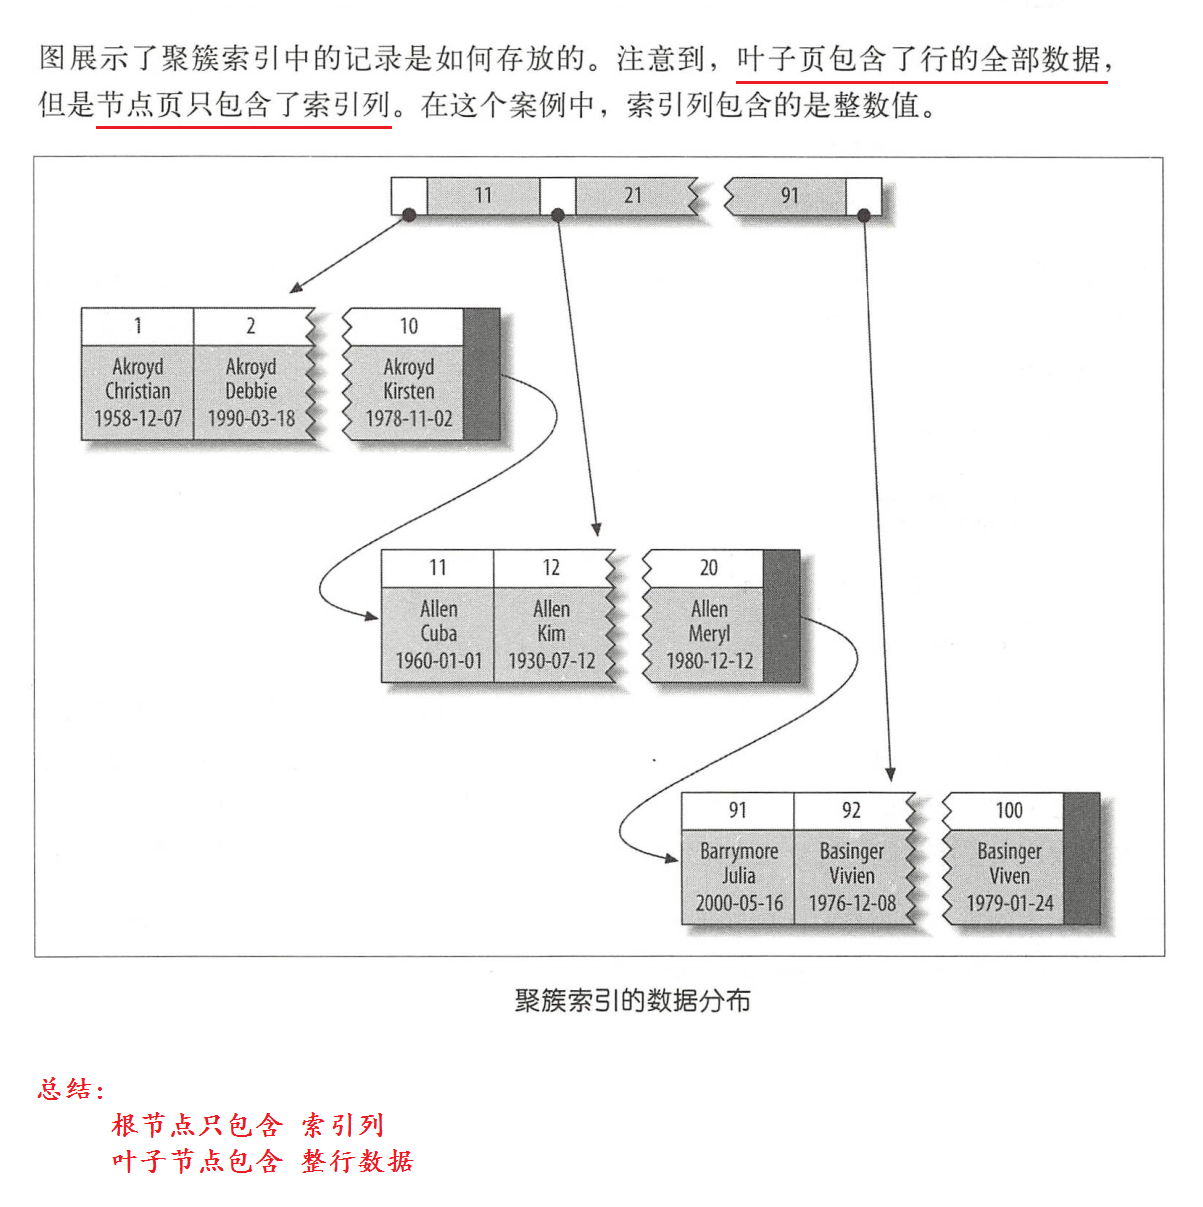 图展示了聚簇索引中的记录是如何存放的。注意到，叶子页包含了行的全部数据，
但是节点页只包含了索引列。在这个案例中，索引列包含的是整数值。
11 21 91
1 2 10
Akroyd Akroyd Akroyd
Christian Debbie Kirsten
1958-12-07 1990-03-18 1978-11-02
11 12 20
Allen Allen Allen
Cuba Kim Meryl
1960-01-01 1930-07-12 1980-12-12
91 92 100
Barrymore Basinger Basinger
Julia Vivien Viven
2000-05-16 1976-12-08 1979-01-24
聚簇索引的数据分布
总结：
根节点只包含 索引列
叶子节点包含 整行数据